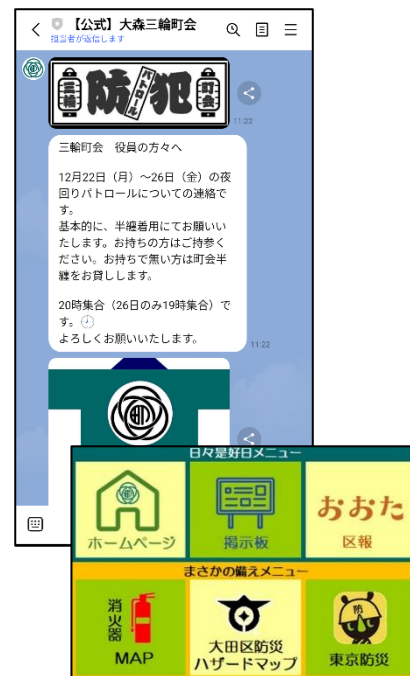 【公式】大森三輪町会
担当者が返信します
三輪 防犯 パトロール 町会
11:22
三輪町会 役員の方々へ
12月22日（月）～26日（金）の夜
回りパトロールについての連絡で
す。
基本的に、半纏着用にてお願いい
たします。お持ちの方はご持参く
ださい。お持ちで無い方は町会半
纏をお貸しします。
20時集合（26日のみ19時集合）で
す。🕗
よろしくお願いいたします。
11:22
日々是好日メニュー
ホームページ
掲示板
おおた
区報
まさかの備えメニュー
消火器
MAP
大田区防災
ハザードマップ
防
東京防災